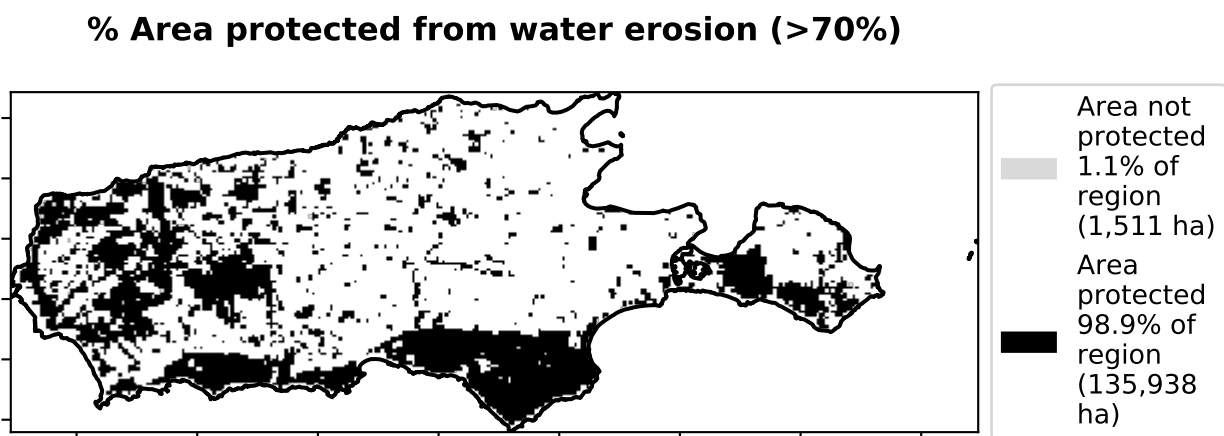 % Area protected from water erosion (>70%)
Area not
protected
1.1% of
region
(1,511 ha)
Area
protected
98.9% of
region
(135,938
ha)